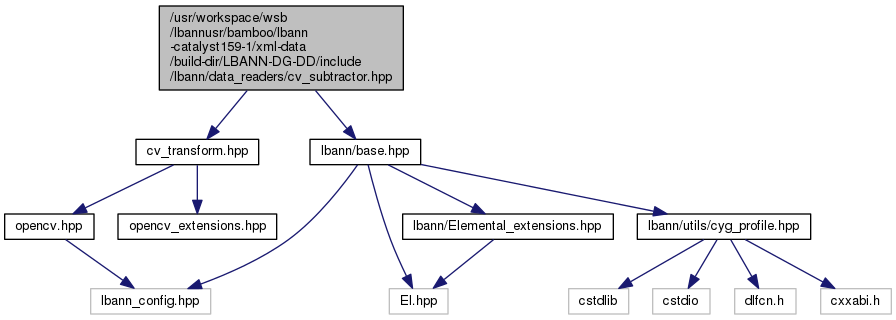 /usr/workspace/wsb
/lbannusr/bamboo/lbann
-catalyst159-1/xml-data
/build-dir/LBANN-DG-DD/include
/lbann/data_readers/cv_subtractor.hpp
cv_transform.hpp
lbann/base.hpp
opencv.hpp
opencv_extensions.hpp
lbann/Elemental_extensions.hpp
lbann/utils/cyg_profile.hpp
lbann_config.hpp
El.hpp
cstdlib
cstdio
dlfcn.h
cxxabi.h